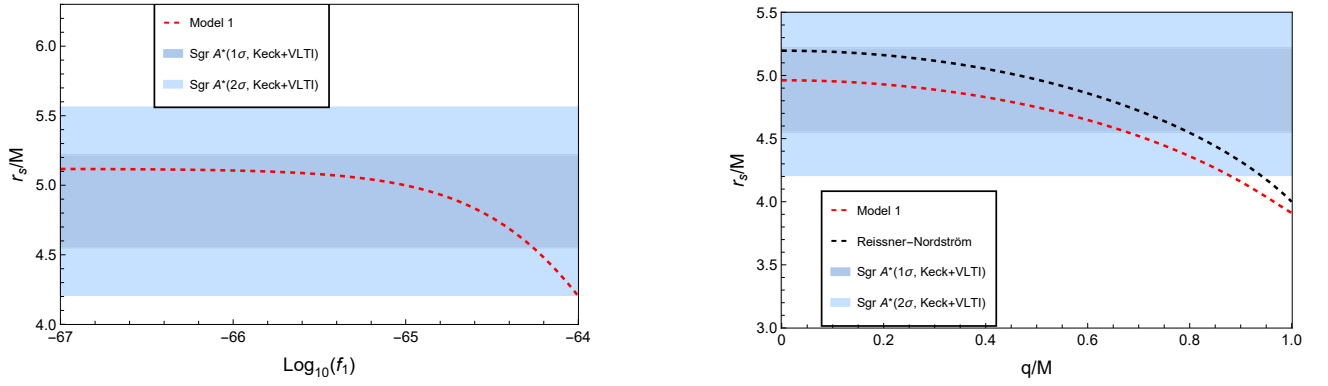 Model 1
Sgr A*(1σ, Keck+VLTI)
Sgr A*(2σ, Keck+VLTI)
6.0
5.5
5.0
4.5
4.0
r_s/M
-67
-66
-65
-64
Log₁₀(f₁)
5.5
5.0
4.5
4.0
3.5
3.0
r_s/M
Model 1
Reissner-Nordström
Sgr A*(1σ, Keck+VLTI)
Sgr A*(2σ, Keck+VLTI)
0
0.2
0.4
0.6
0.8
1.0
q/M